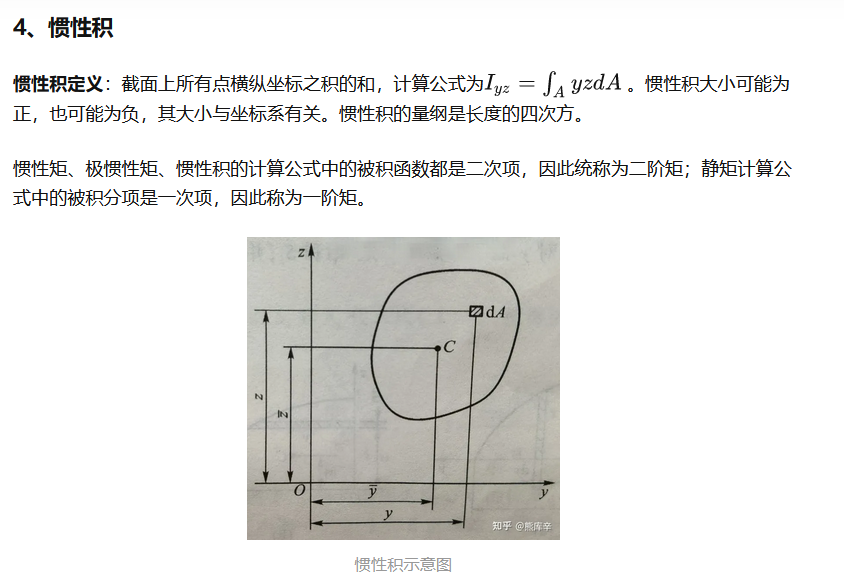 4、惯性积
惯性积定义：截面上所有点横纵坐标之积的和，计算公式为I_{yz} = ∫_A yzdA 。惯性积大小可能为
正，也可能为负，其大小与坐标系有关。惯性积的量纲是长度的四次方。
惯性矩、极惯性矩、惯性积的计算公式中的被积函数都是二次项，因此统称为二阶矩；静矩计算公
式中的被积分项是一次项，因此称为一阶矩。
z
dA
C
z
z̄
O
ȳ
y
y
知乎 @熊库辛
惯性积示意图